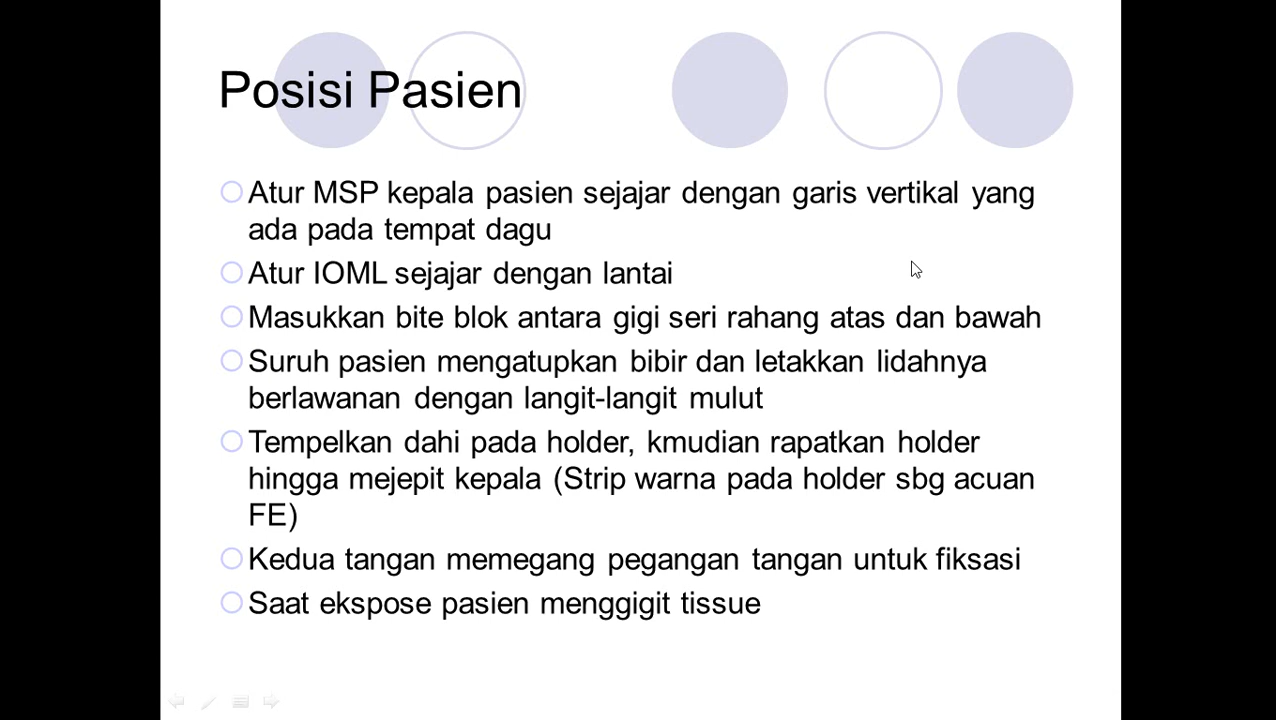 Posisi Pasien
Atur MSP kepala pasien sejajar dengan garis vertikal yang
ada pada tempat dagu
Atur IOML sejajar dengan lantai
Masukkan bite blok antara gigi seri rahang atas dan bawah
Suruh pasien mengatupkan bibir dan letakkan lidahnya
berlawanan dengan langit-langit mulut
Tempelkan dahi pada holder, kmudian rapatkan holder
hingga mejepit kepala (Strip warna pada holder sbg acuan
FE)
Kedua tangan memegang pegangan tangan untuk fiksasi
Saat ekspose pasien menggigit tissue